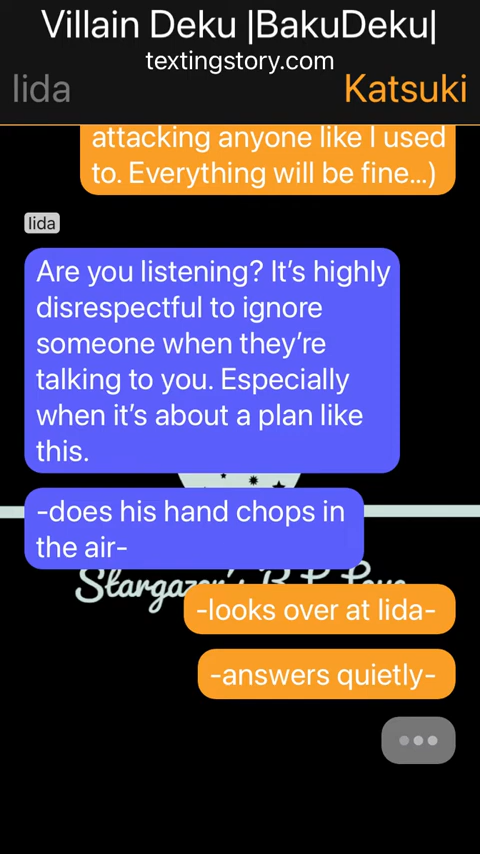 Villain Deku |BakuDeku|
textingstory.com
Iida
Katsuki
attacking anyone like I used
to. Everything will be fine...)
Iida
Are you listening? It's highly
disrespectful to ignore
someone when they're
talking to you. Especially
when it's about a plan like
this.
-does his hand chops in
the air-
-looks over at Iida-
-answers quietly-